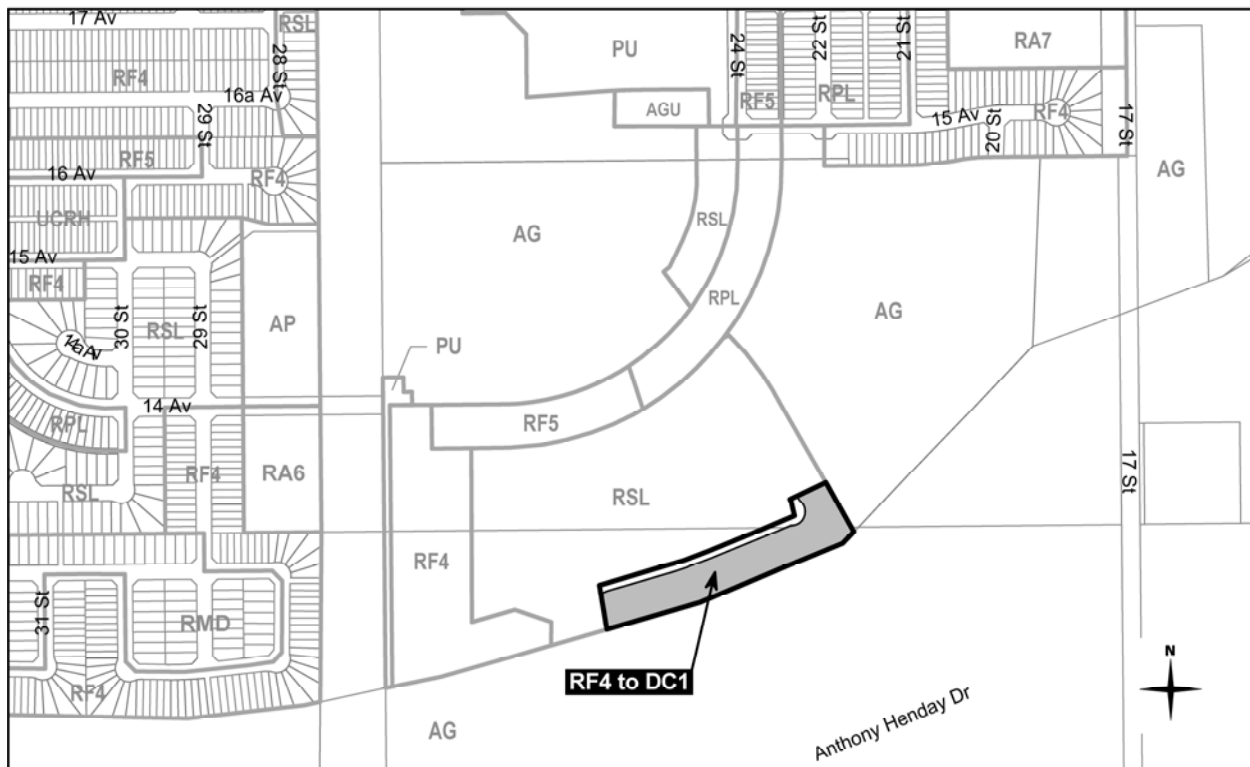 17 Av
RSL
PU
24 St
22 St
21 St
RA7
RF4
28 St
16a Av
RF5
RPL
AGU
29 St
15 Av
20 St
RF4
17 St
RF5
16 Av
RF4
AG
UCRH
AG
RSL
15 Av
RF4
RPL
AG
30 St
RSL
29 St
AP
14a Av
PU
14 Av
RPL
RF5
RF4
RA6
RSL
RSL
17 St
RF4
31 St
RMD
RF4
RF4 to DC1
N
AG
Anthony Henday Dr